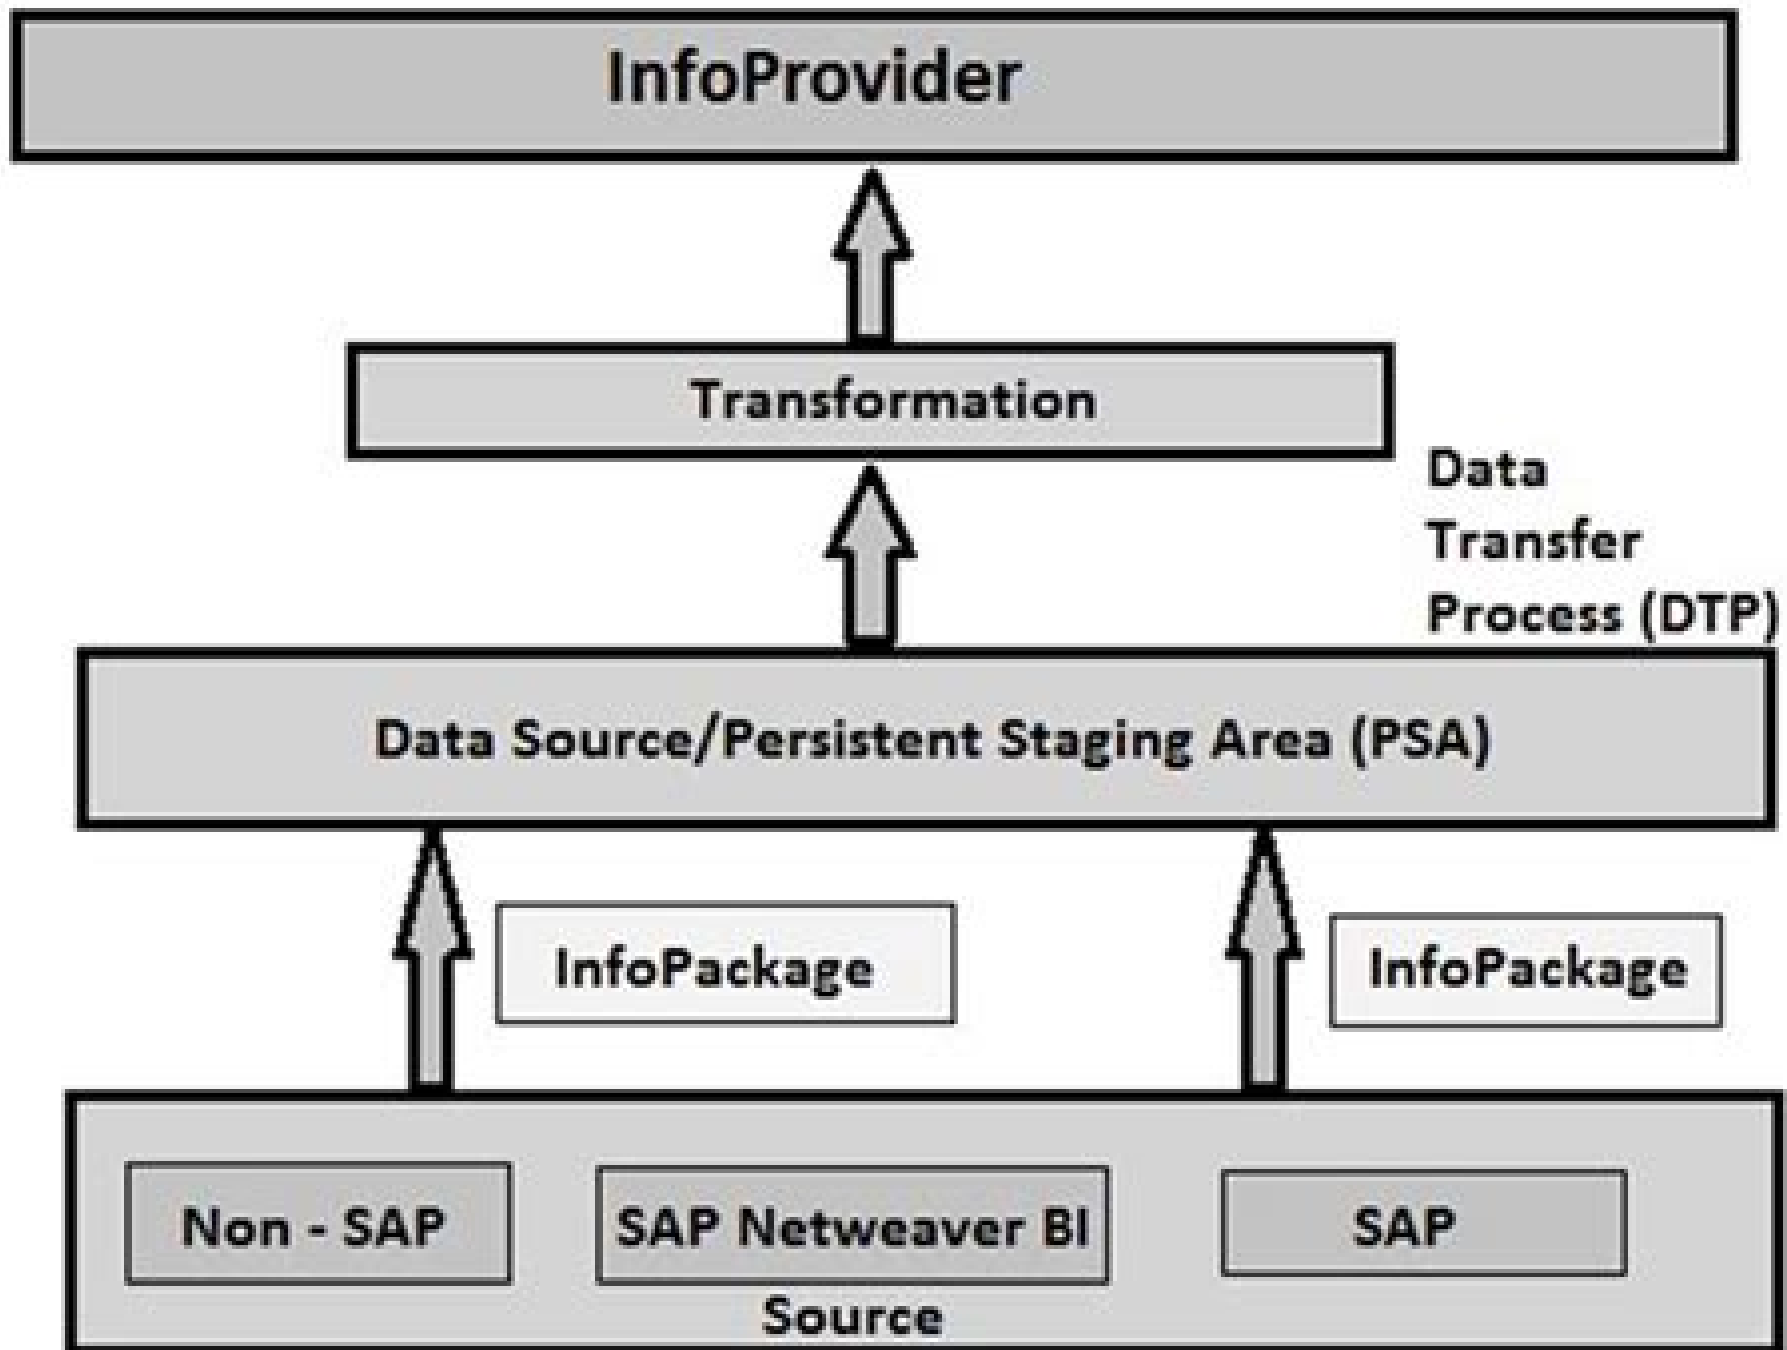 InfoProvider
Transformation
Data
Transfer
Process (DTP)
Data Source/Persistent Staging Area (PSA)
InfoPackage
InfoPackage
Non - SAP
SAP Netweaver BI
SAP
Source